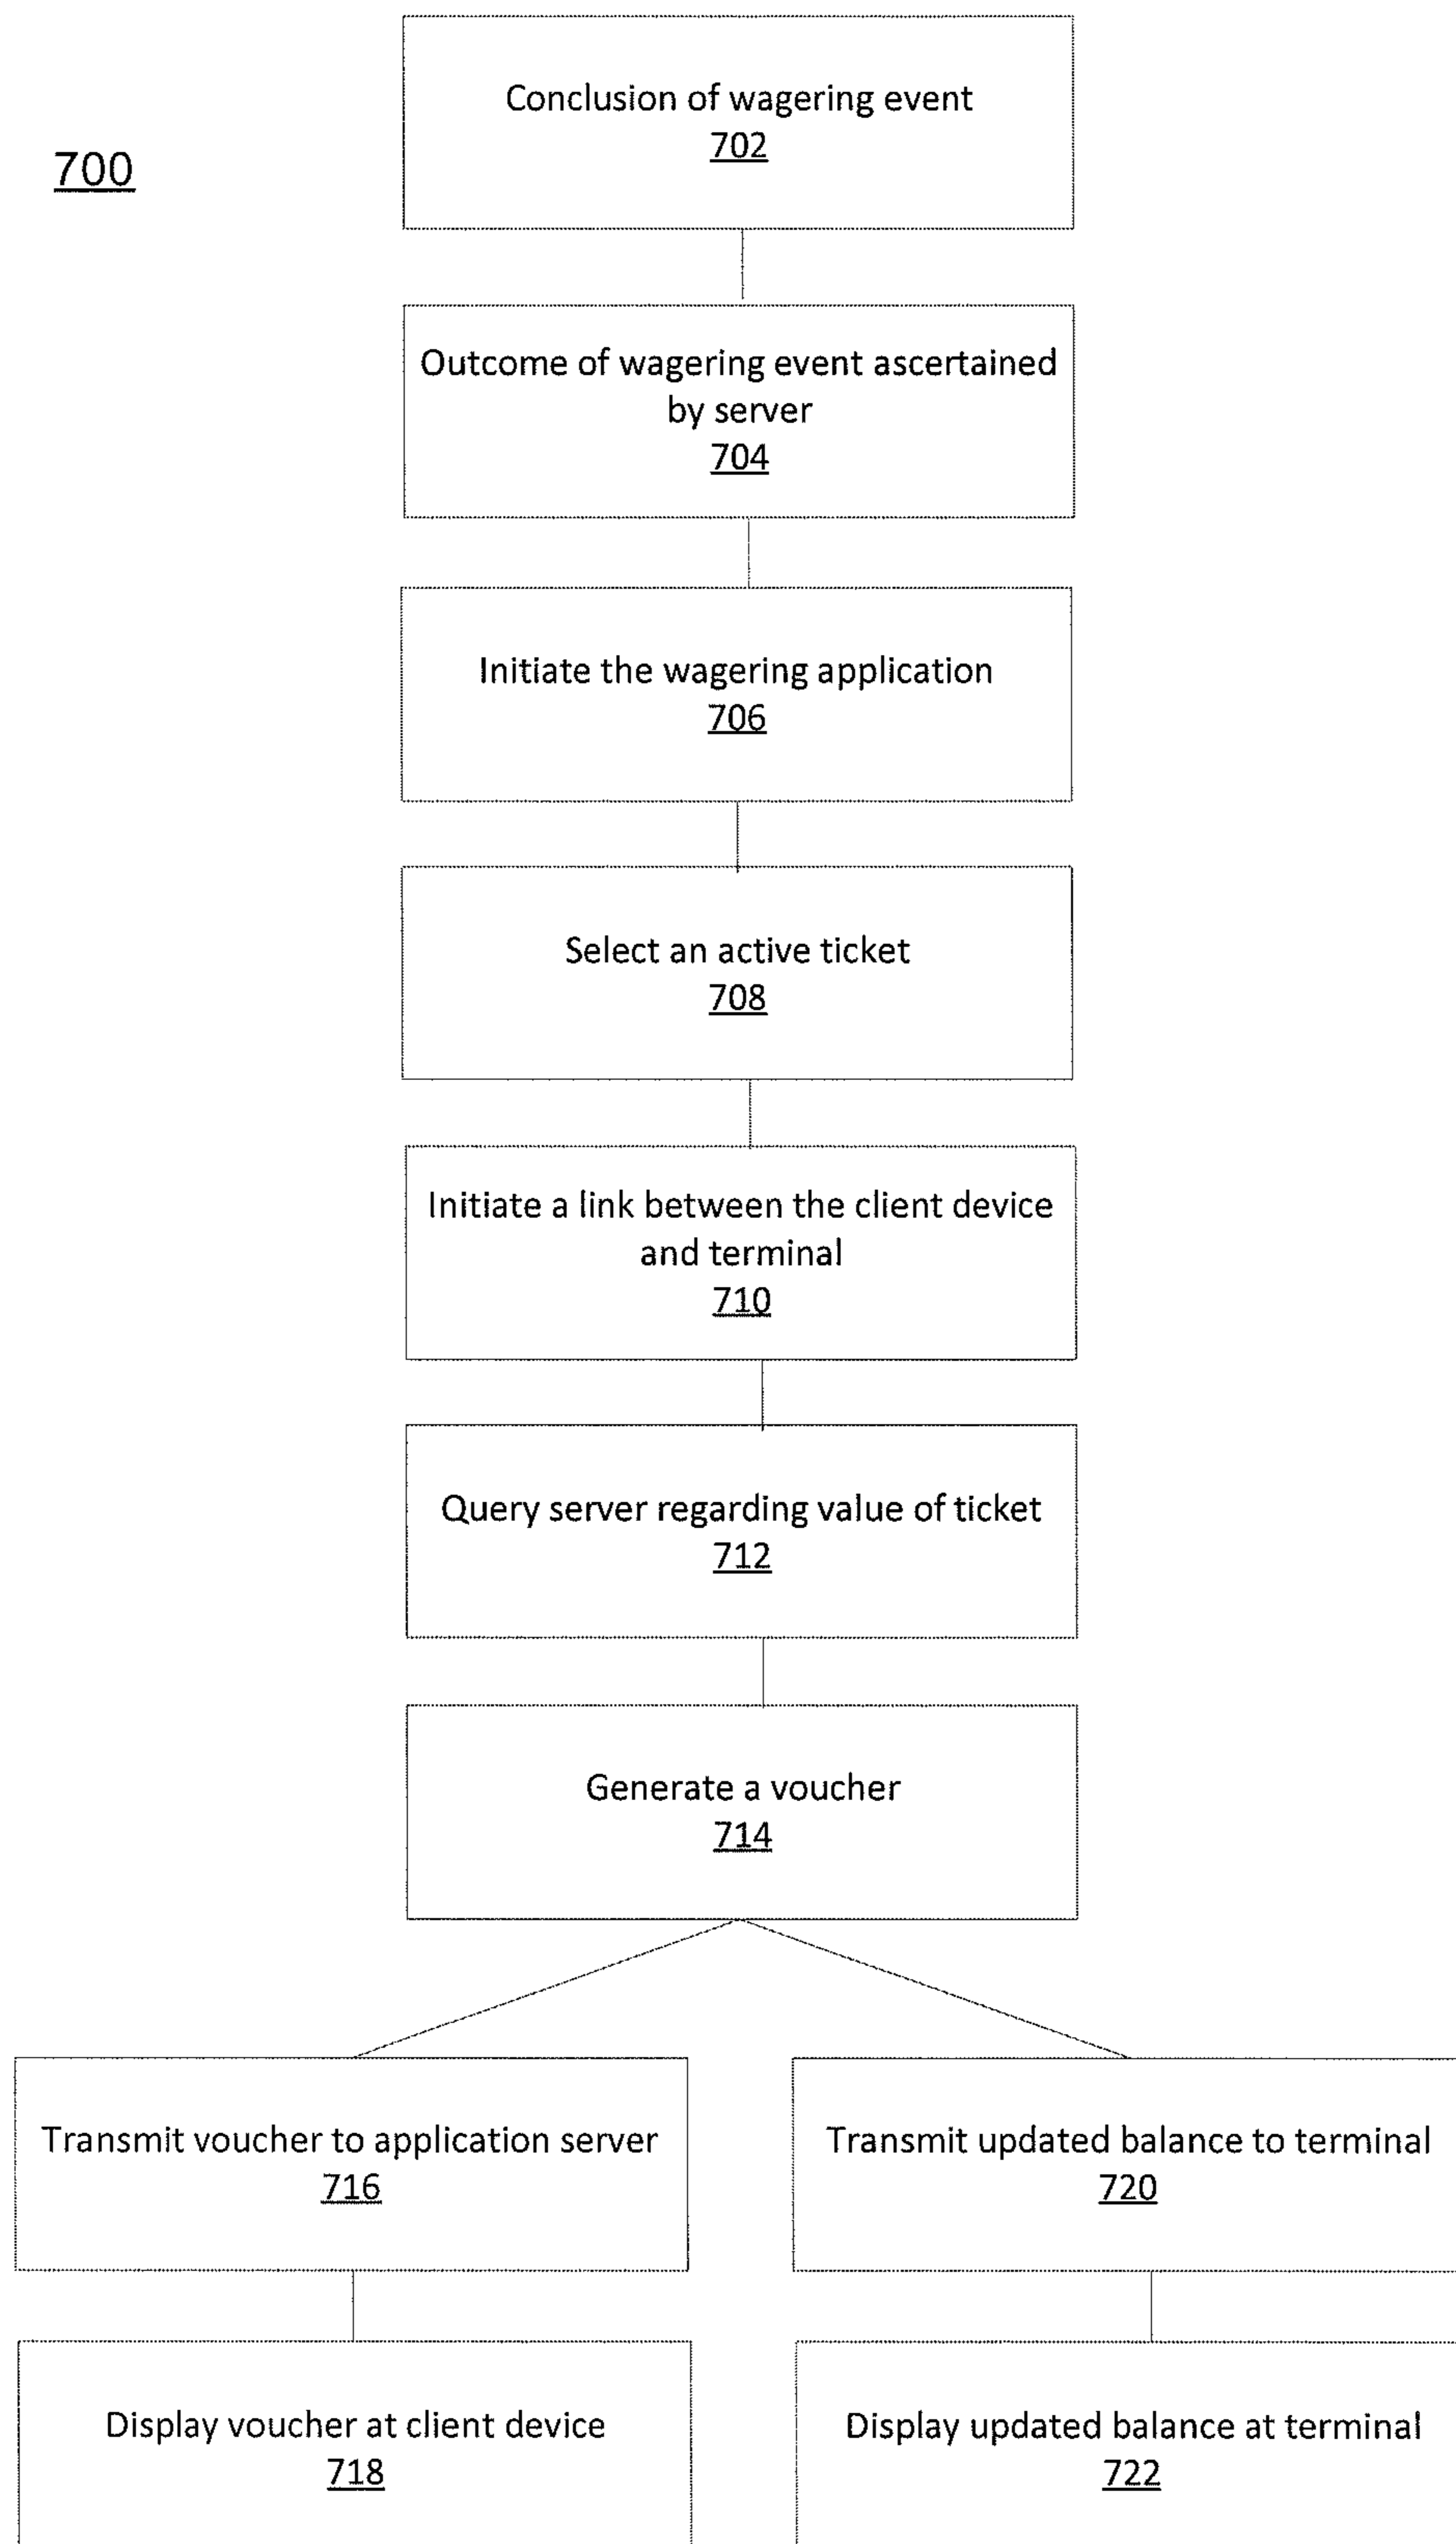 700
Conclusion of wagering event
702
Outcome of wagering event ascertained
by server
704
Initiate the wagering application
706
Select an active ticket
708
Initiate a link between the client device
and terminal
710
Query server regarding value of ticket
712
Generate a voucher
714
Transmit voucher to application server
716
Transmit updated balance to terminal
720
Display voucher at client device
718
Display updated balance at terminal
722